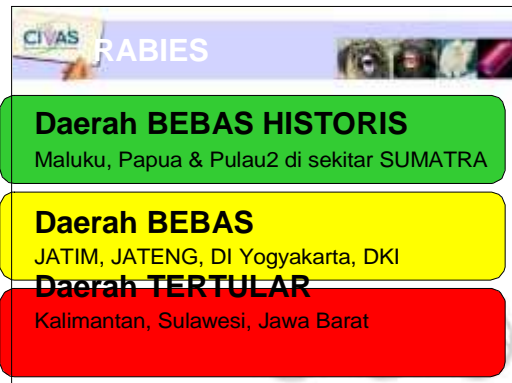 CIVAS
RABIES
Daerah BEBAS HISTORIS
Maluku, Papua & Pulau2 di sekitar SUMATRA
Daerah BEBAS
JATIM, JATENG, DI Yogyakarta, DKI
Daerah TERTULAR
Kalimantan, Sulawesi, Jawa Barat